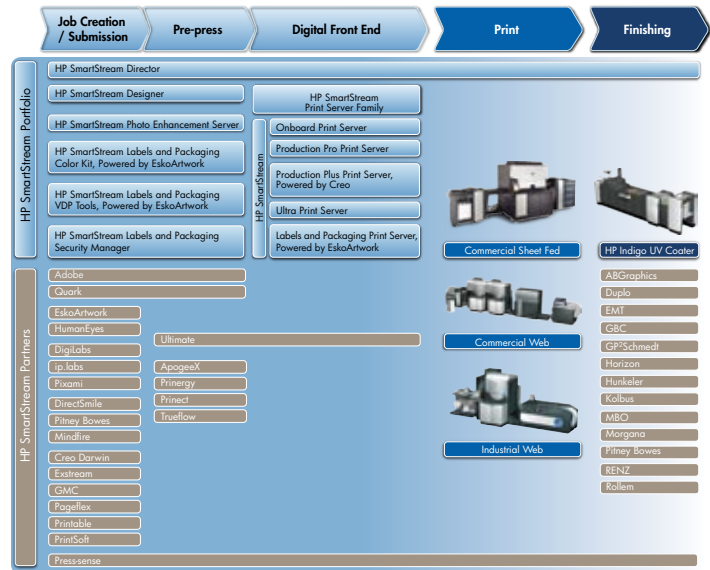 Job Creation
/ Submission
Pre-press
Digital Front End
Print
Finishing
HP SmartStream Portfolio
HP SmartStream Director
HP SmartStream Designer
HP SmartStream Photo Enhancement Server
HP SmartStream Labels and Packaging
Color Kit, Powered by EskoArtwork
HP SmartStream Labels and Packaging
VDP Tools, Powered by EskoArtwork
HP SmartStream Labels and Packaging
Security Manager
HP SmartStream
Print Server Family
HP SmartStream
Onboard Print Server
Production Pro Print Server
Production Plus Print Server,
Powered by Creo
Ultra Print Server
Labels and Packaging Print Server,
Powered by EskoArtwork
Commercial Sheet Fed
Commercial Web
Industrial Web
HP Indigo UV Coater
HP SmartStream Partners
Adobe
Quark
EskoArtwork
HumanEyes
DigiLabs
ip.labs
Pixami
DirectSmile
Pitney Bowes
Mindfire
Creo Darwin
Exstream
GMC
Pageflex
Printable
PrintSoft
Ultimate
ApogeeX
Prinergy
Prinect
Trueflow
ABGraphics
Duplo
EMT
GBC
GP²Schmedt
Horizon
Hunkeler
Kolbus
MBO
Morgana
Pitney Bowes
RENZ
Rollem
Press-sense